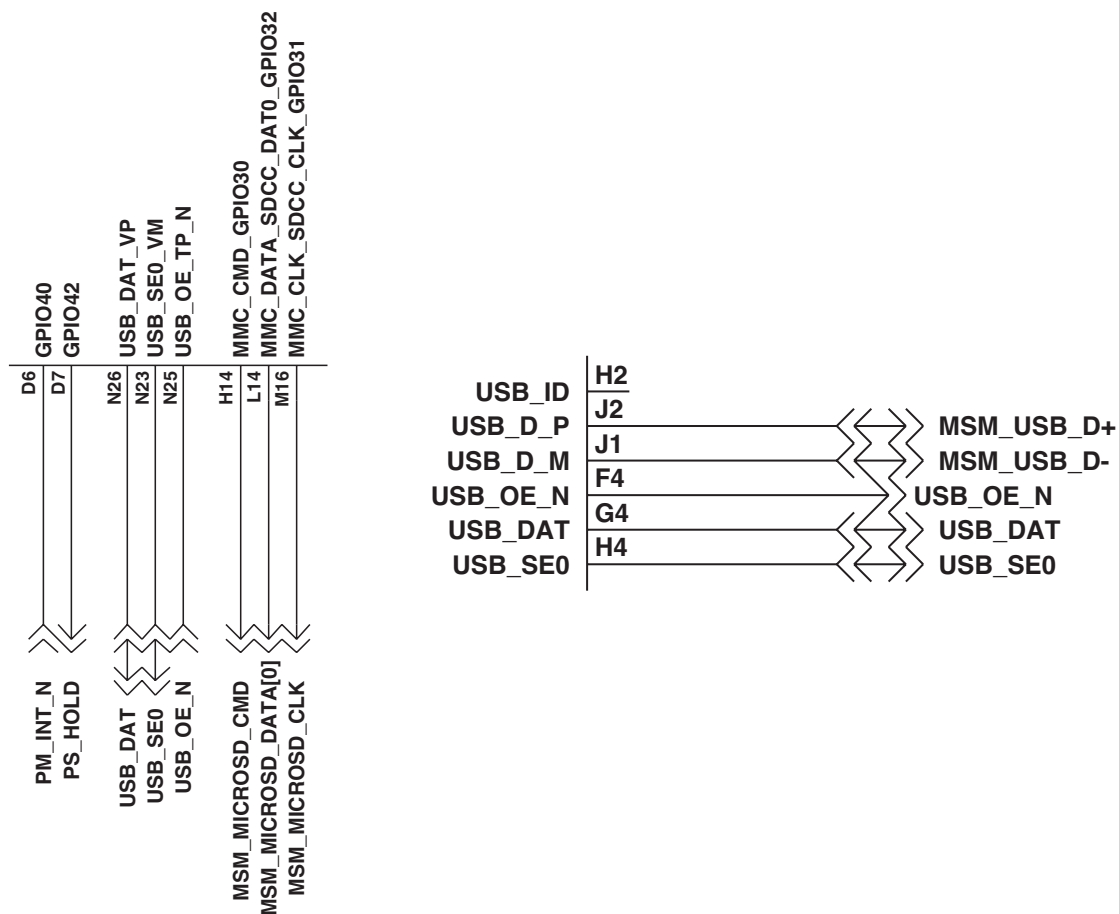 GPIO40
GPIO42
USB_DAT_VP
USB_SE0_VM
USB_OE_TP_N
MMC_CMD_GPIO30
MMC_DATA_SDCC_DAT0_GPIO32
MMC_CLK_SDCC_CLK_GPIO31
D6
D7
N26
N23
N25
H14
L14
M16
PM_INT_N
PS_HOLD
USB_DAT
USB_SE0
USB_OE_N
MSM_MICROSD_CMD
MSM_MICROSD_DATA[0]
MSM_MICROSD_CLK
USB_ID H2
USB_D_P J2 MSM_USB_D+
USB_D_M J1 MSM_USB_D-
USB_OE_N F4 USB_OE_N
USB_DAT G4 USB_DAT
USB_SE0 H4 USB_SE0